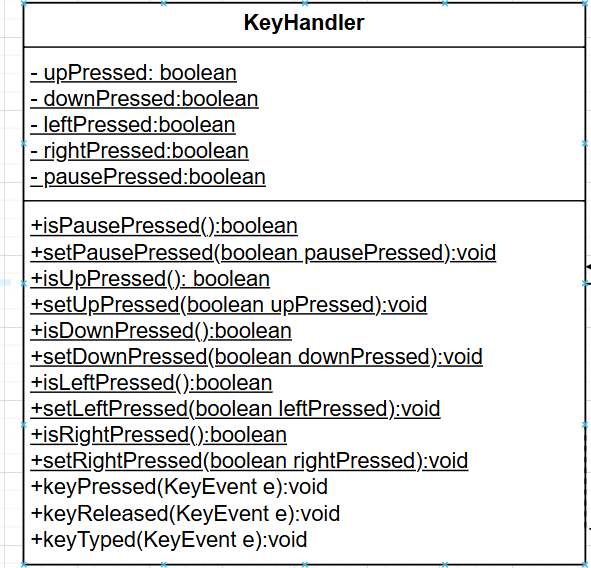 KeyHandler
- upPressed: boolean
- downPressed:boolean
- leftPressed:boolean
- rightPressed:boolean
- pausePressed:boolean
+isPausePressed():boolean
+setPausePressed(boolean pausePressed):void
+isUpPressed(): boolean
+setUpPressed(boolean upPressed):void
+isDownPressed():boolean
+setDownPressed(boolean downPressed):void
+isLeftPressed():boolean
+setLeftPressed(boolean leftPressed):void
+isRightPressed():boolean
+setRightPressed(boolean rightPressed):void
+keyPressed(KeyEvent e):void
+keyReleased(KeyEvent e):void
+keyTyped(KeyEvent e):void